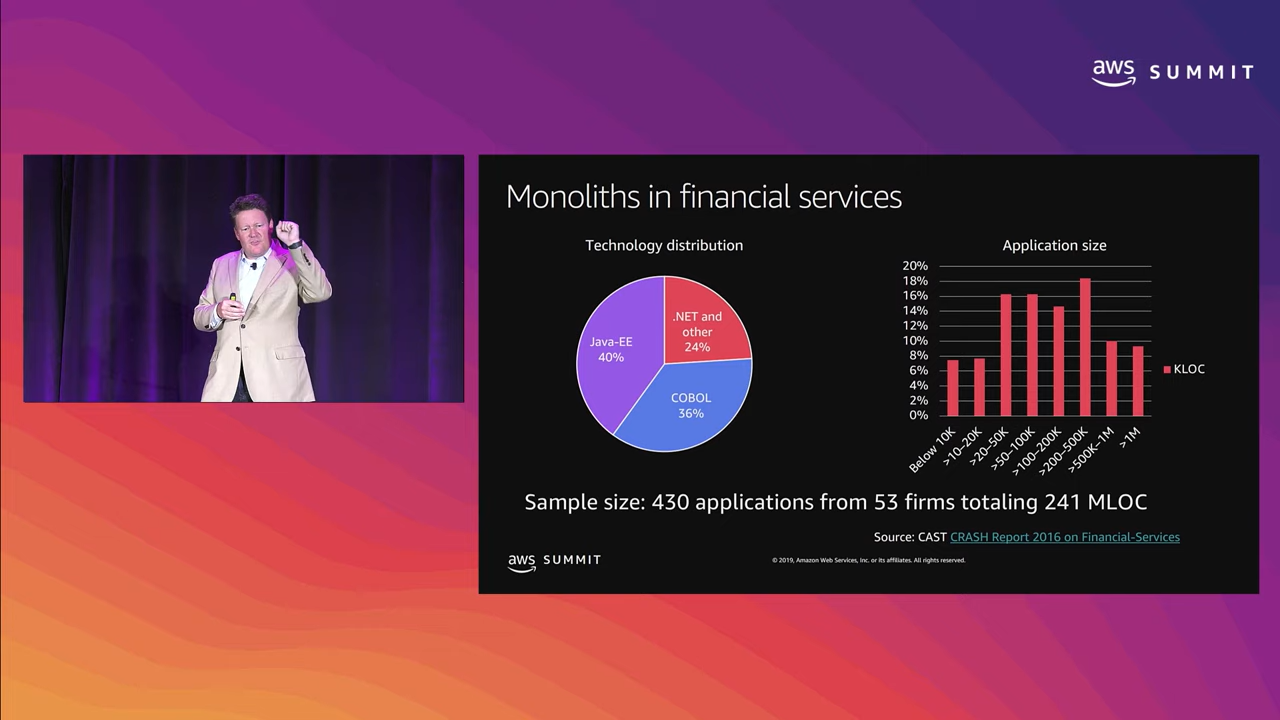 aws SUMMIT
Monoliths in financial services
Technology distribution
.NET and
other
24%
Java-EE
40%
COBOL
36%
Application size
20%
18%
16%
14%
12%
10%
8%
6%
4%
2%
0%
Below 10K
>10–20K
>20–50K
>50–100K
>100–200K
>200–500K
>500K–1M
>1M
KLOC
Sample size: 430 applications from 53 firms totaling 241 MLOC
Source: CAST CRASH Report 2016 on Financial-Services
aws SUMMIT
© 2019, Amazon Web Services, Inc. or its affiliates. All rights reserved.